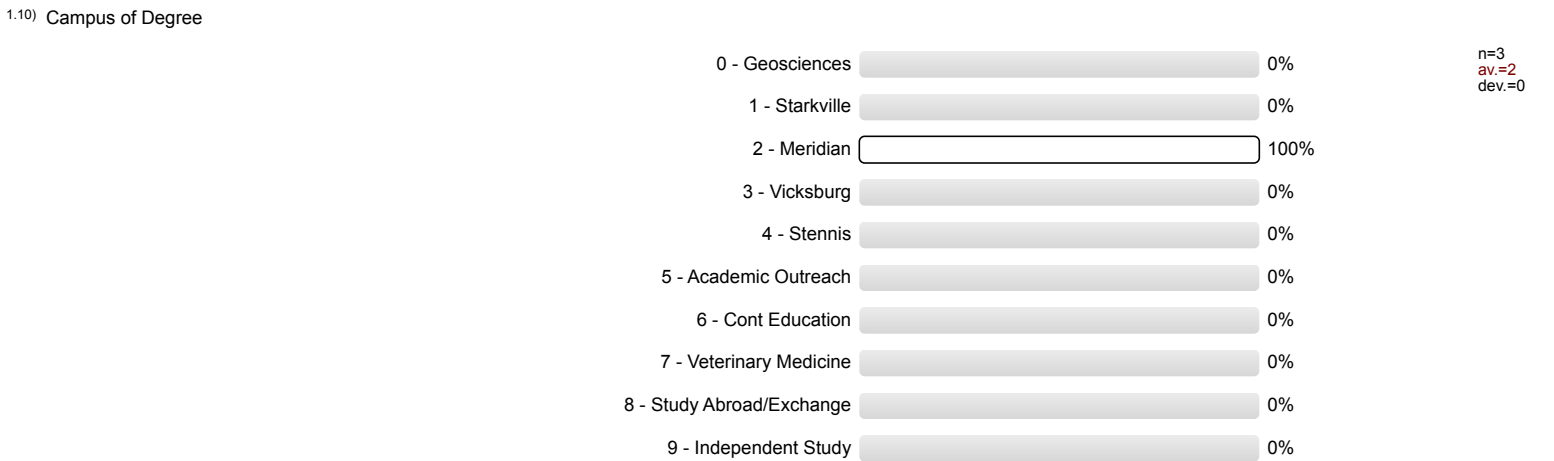 1.10) Campus of Degree
0 - Geosciences 0%
n=3
av.=2
dev.=0
1 - Starkville 0%
2 - Meridian 100%
3 - Vicksburg 0%
4 - Stennis 0%
5 - Academic Outreach 0%
6 - Cont Education 0%
7 - Veterinary Medicine 0%
8 - Study Abroad/Exchange 0%
9 - Independent Study 0%